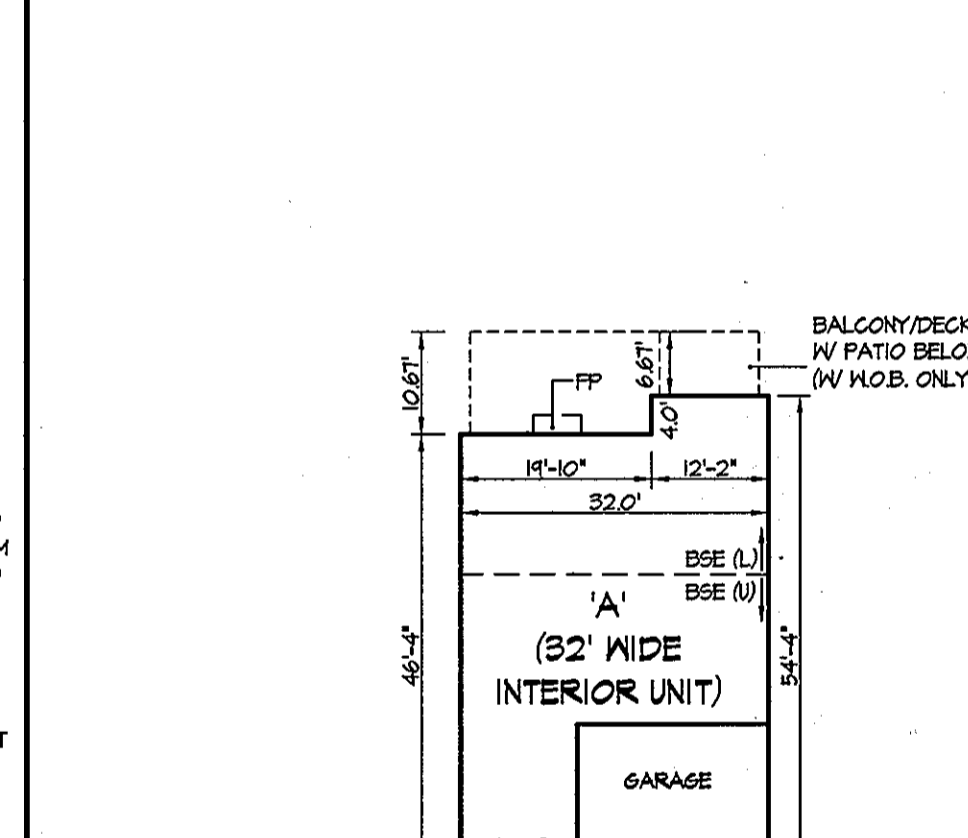 BALCONY/DECK
W/ PATIO BELO
(W/ W.O.B. ONLY
10.67'
6.67'
FP
4.0'
19'-10"
12'-2"
32.0'
BSE (L)
BSE (U)
'A'
(32' WIDE
INTERIOR UNIT)
46'-4"
54'-4"
GARAGE
M
T